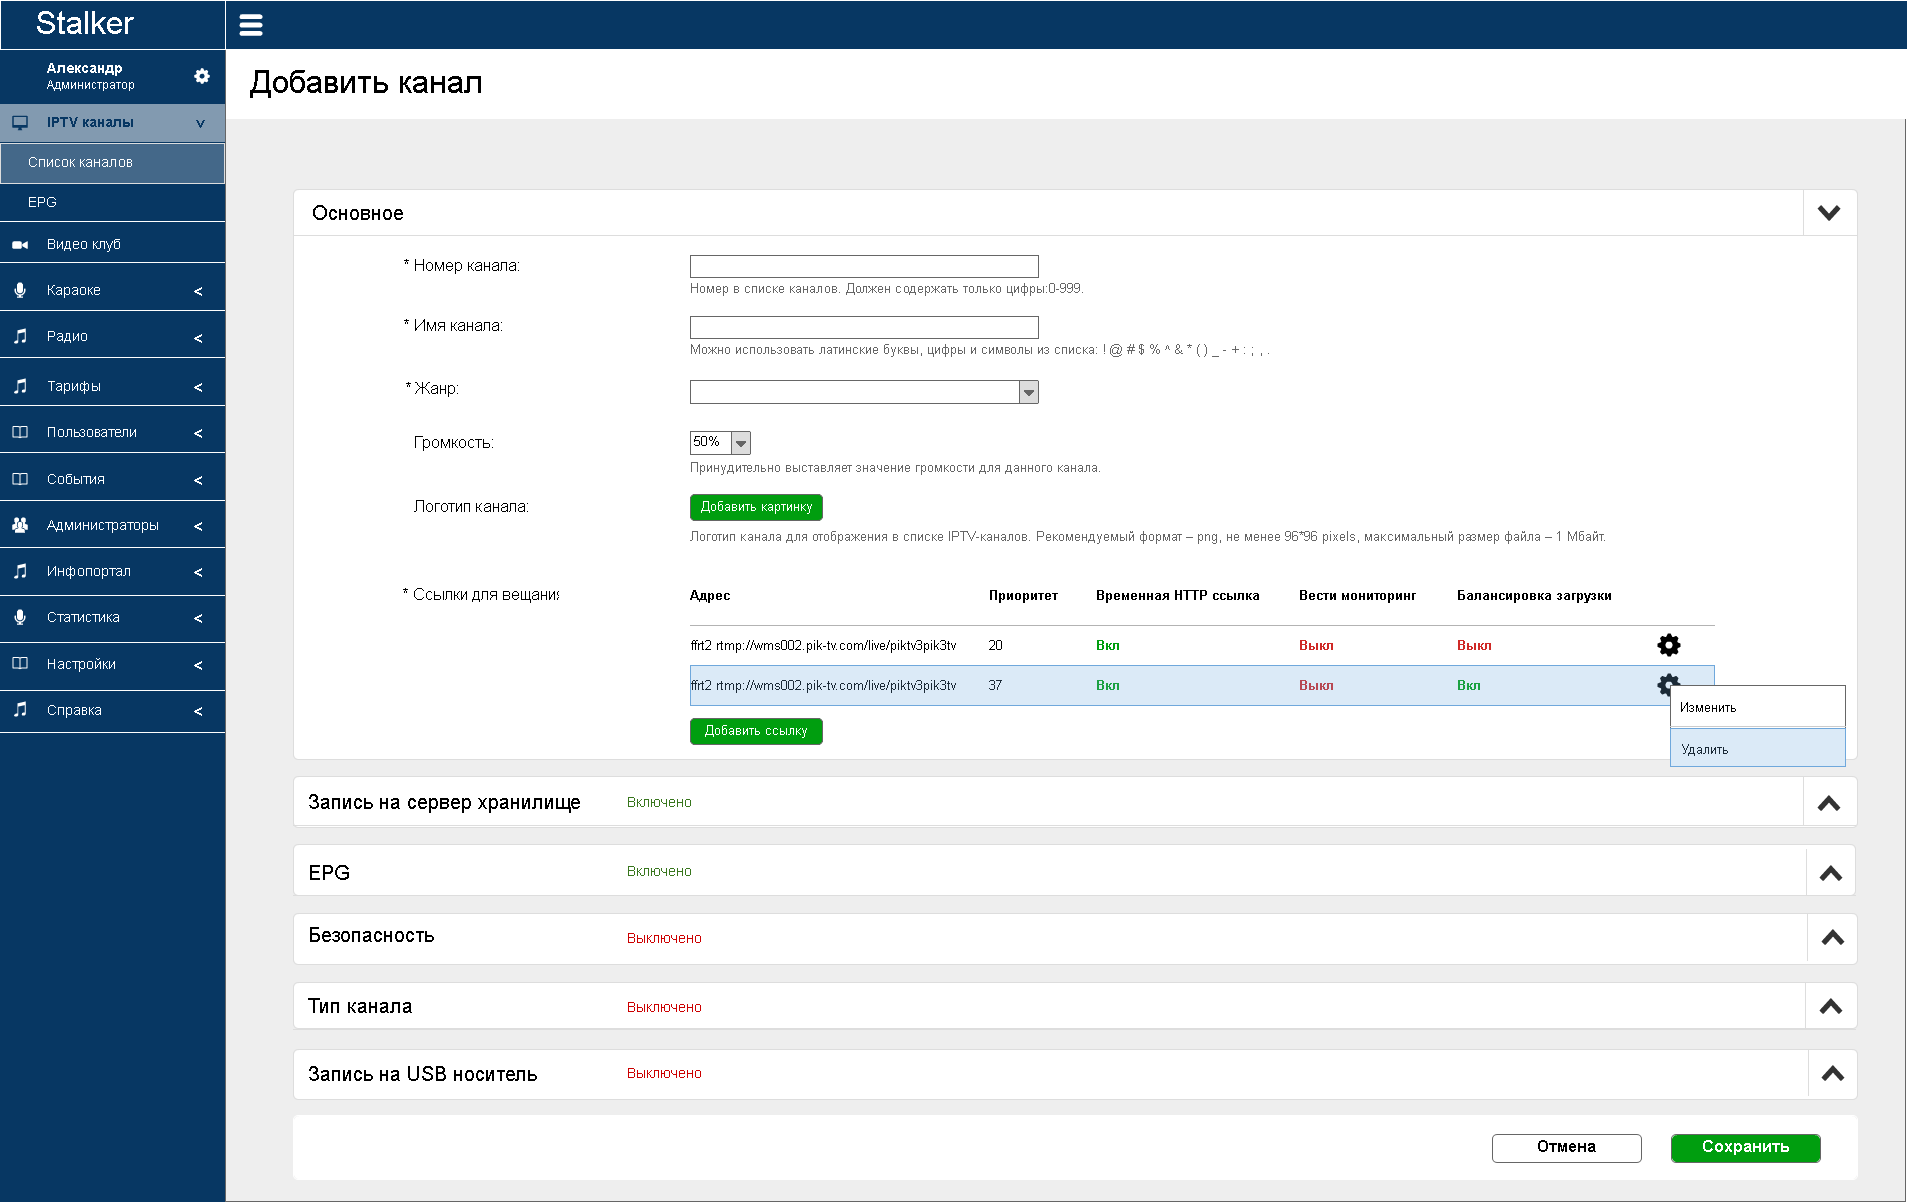 Stalker
Александр
Администратор
IPTV каналы
Список каналов
EPG
Видео клуб
Караоке
Радио
Тарифы
Пользователи
События
Администраторы
Инфопортал
Статистика
Настройки
Справка
Добавить канал
Основное
* Номер канала:
Номер в списке каналов. Должен содержать только цифры:0-999.
* Имя канала:
Можно использовать латинские буквы, цифры и символы из списка: ! @ # $ % ^ & * ( ) _ - + : ; , .
* Жанр:
Громкость: 50%
Принудительно выставляет значение громкости для данного канала.
Логотип канала: Добавить картинку
Логотип канала для отображения в списке IPTV-каналов. Рекомендуемый формат – png, не менее 96*96 pixels, максимальный размер файла – 1 Мбайт.
* Ссылки для вещания
Адрес Приоритет Временная HTTP ссылка Вести мониторинг Балансировка загрузки
ffrt2 rtmp://wms002.pik-tv.com/live/piktv3pik3tv 20 Вкл Выкл Выкл
ffrt2 rtmp://wms002.pik-tv.com/live/piktv3pik3tv 37 Вкл Выкл Вкл
Изменить
Удалить
Добавить ссылку
Запись на сервер хранилище Включено
EPG Включено
Безопасность Выключено
Тип канала Выключено
Запись на USB носитель Выключено
Отмена Сохранить